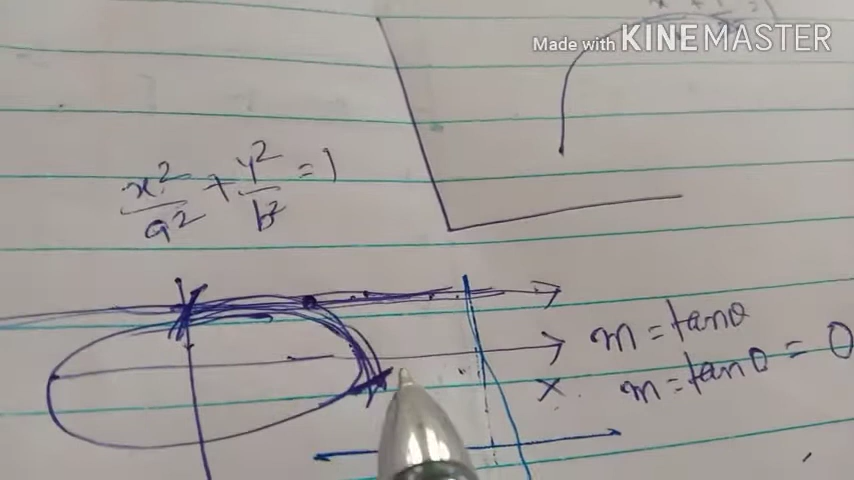 Made with KINEMASTER
x²/a² + y²/b² = 1
m = tanθ
x
m = tanθ = 0